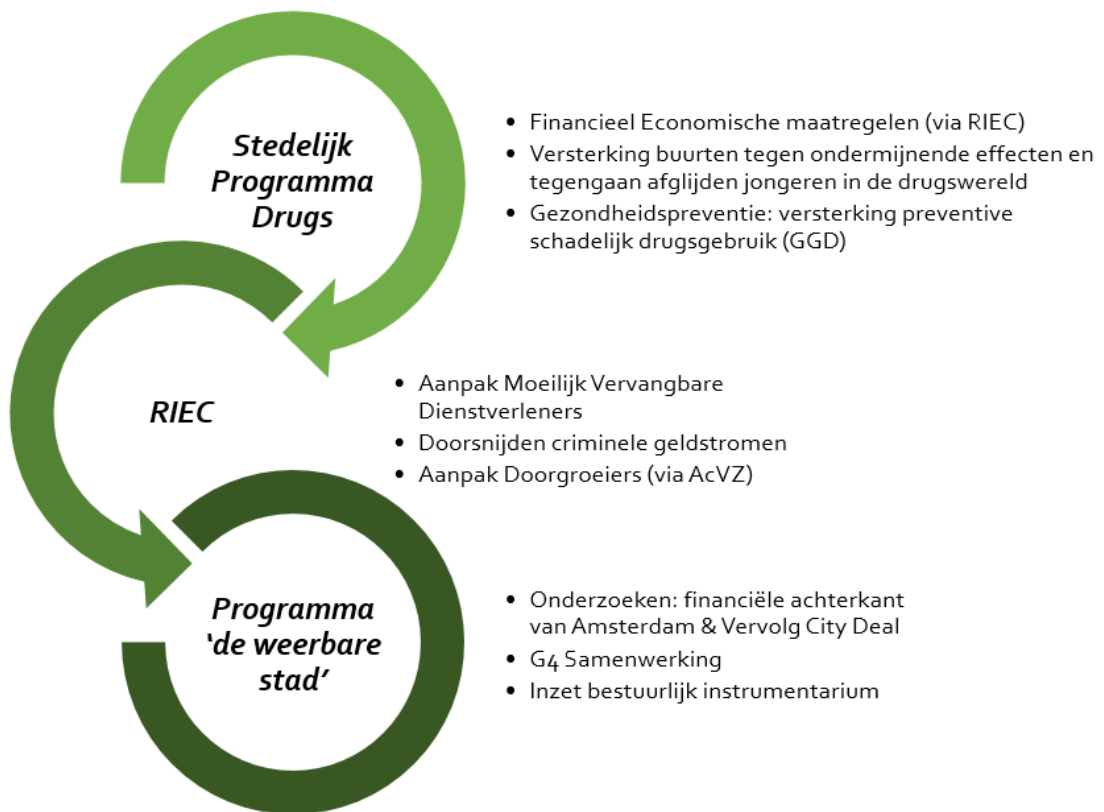 Stedelijk
Programma
Drugs
• Financieel Economische maatregelen (via RIEC)
• Versterking buurten tegen ondermijnende effecten en
tegengaan afglijden jongeren in de drugswereld
• Gezondheidspreventie: versterking preventive
schadelijk drugsgebruik (GGD)
RIEC
• Aanpak Moeilijk Vervangbare
Dienstverleners
• Doorsnijden criminele geldstromen
• Aanpak Doorgroeiers (via AcVZ)
Programma
‘de weerbare
stad’
• Onderzoeken: financiële achterkant
van Amsterdam & Vervolg City Deal
• G4 Samenwerking
• Inzet bestuurlijk instrumentarium